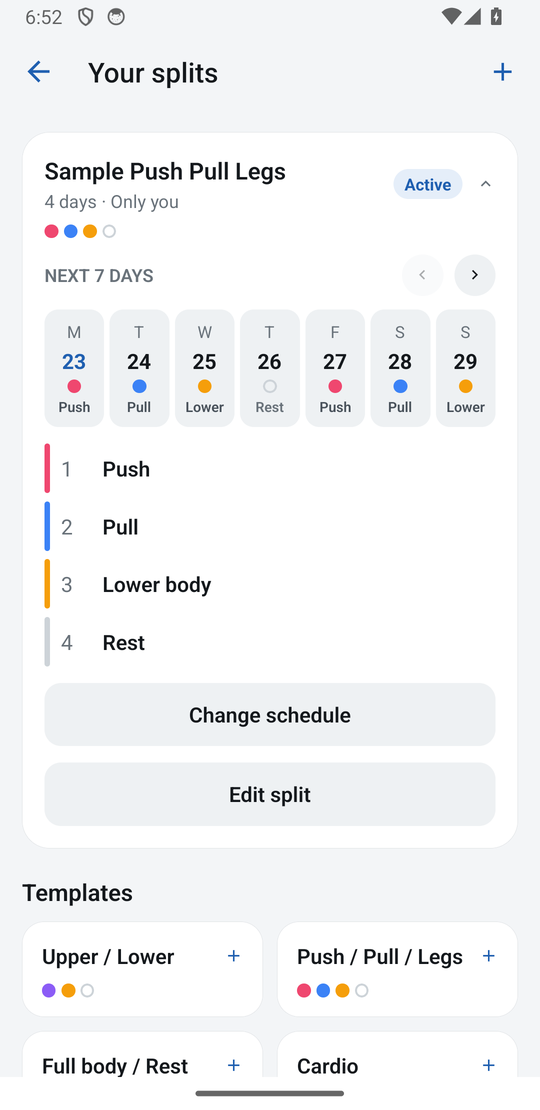 6:52
Your splits
Sample Push Pull Legs
Active
4 days · Only you
NEXT 7 DAYS
M T W T F S S
23 24 25 26 27 28 29
Push Pull Lower Rest Push Pull Lower
1 Push
2 Pull
3 Lower body
4 Rest
Change schedule
Edit split
Templates
Upper / Lower +
Push / Pull / Legs +
Full body / Rest +
Cardio +